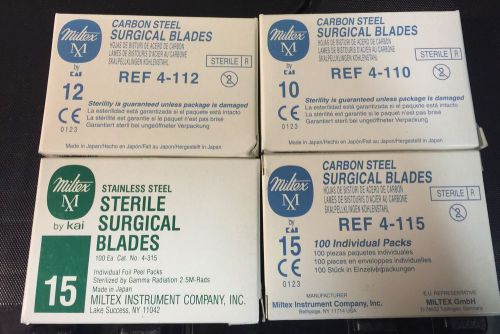 Miltex
M
by
KAI
CARBON STEEL
SURGICAL BLADES
HOJAS DE BISTURI DE ACERO DE CARBON
LAMES DE BISTOURIS D'ACIER AU CARBONE
SKALPELLKLINGEN KOHLENSTAHL
REF 4-112
STERILE R
12
CE
0123
Sterility is guaranteed unless package is damaged
La esterilidad está garantizada si el paquete está intacto
La stérilité est garantie si le paquet n'est pas brisé
Garantiert steril bei ungeöffneter Verpackung
Made in Japan/Hecho en Japón/Fait au Japon/Hergestellt in Japan
Miltex
M
by
KAI
CARBON STEEL
SURGICAL BLADES
HOJAS DE BISTURI DE ACERO DE CARBON
LAMES DE BISTOURIS D'ACIER AU CARBONE
SKALPELLKLINGEN KOHLENSTAHL
REF 4-110
STERILE R
10
CE
0123
Sterility is guaranteed unless package is damaged
La esterilidad está garantizada si el paquete está intacto
La stérilité est garantie si le paquet n'est pas brisé
Garantiert steril bei ungeöffneter Verpackung
Made in Japan/Hecho en Japón/Fait au Japon/Hergestellt in Japan
miltex
M
by kai
STAINLESS STEEL
STERILE
SURGICAL
BLADES
100 Ea. Cat. No. 4-315
15
Individual Foil Peel Packs
Sterilized by Gamma Radiation 2.5M-Rads
Made in Japan
MILTEX INSTRUMENT COMPANY, INC.
Lake Success, NY 11042
Miltex
M
by
KAI
CARBON STEEL
SURGICAL BLADES
HOJAS DE BISTURI DE ACERO DE CARBON
LAMES DE BISTOURIS D'ACIER AU CARBONE
SKALPELLKLINGEN KOHLENSTAHL
STERILE R
REF 4-115
15
CE
0123
100 Individual Packs
100 piezas paquetes individuales
100 pièces en enveloppes individuelles
100 Stück in Einzelverpackungen
MANUFACTURER
Miltex Instrument Company, Inc.
Bethpage, NY 11714 USA
E.U. REPRESENTATIVE
MILTEX GmbH
Tuttlingen, Germany